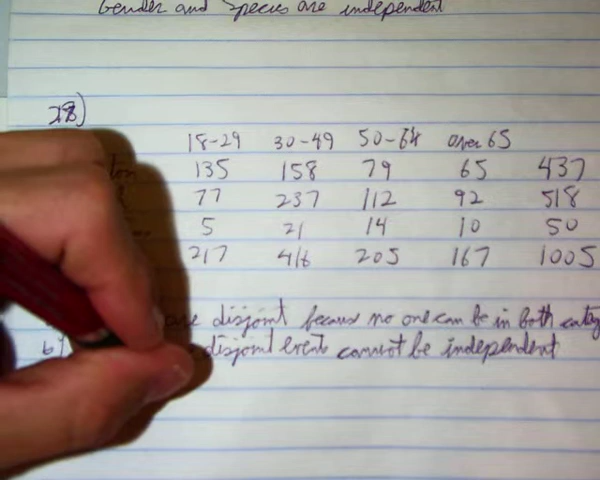 Gender and Species are independent
28)
18-29 30-49 50-64 over 65
135 158 79 65 437
77 237 112 92 518
5 21 14 10 50
217 416 205 167 1005
are disjoint because no one can be in both
b) disjoint events cannot be independent